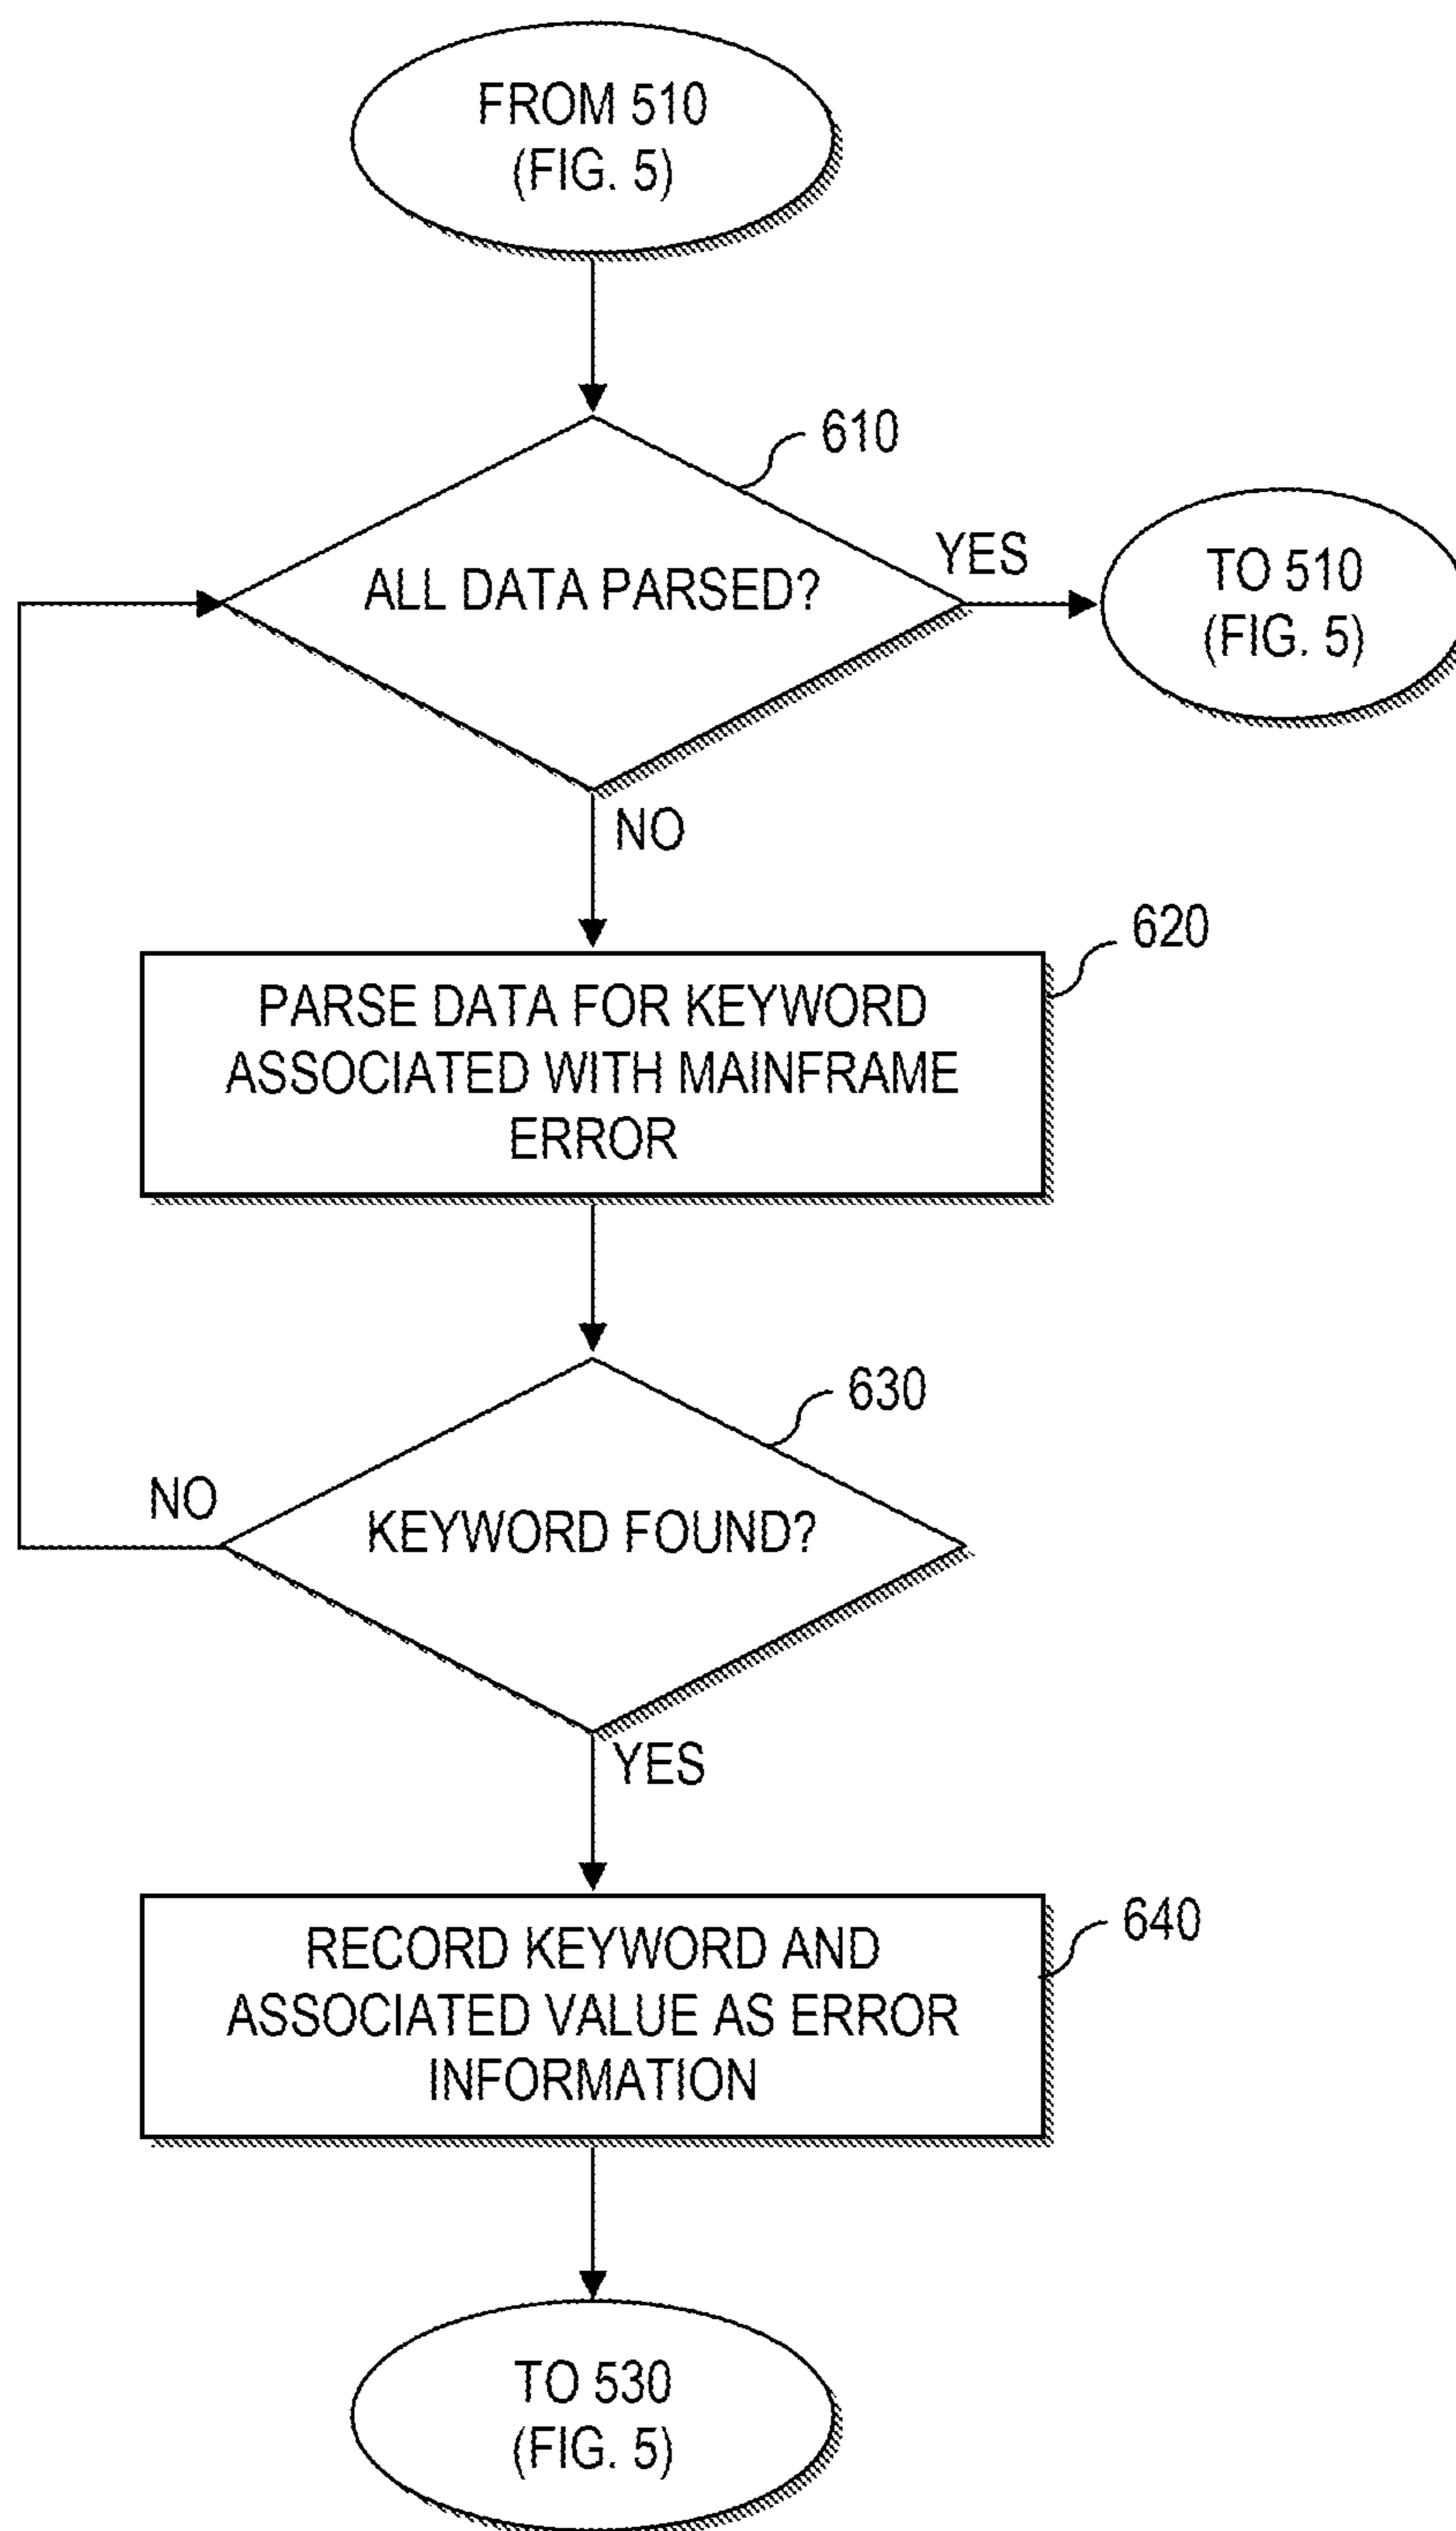 FROM 510
(FIG. 5)
610
ALL DATA PARSED?
YES
TO 510
(FIG. 5)
NO
620
PARSE DATA FOR KEYWORD
ASSOCIATED WITH MAINFRAME
ERROR
630
NO
KEYWORD FOUND?
YES
640
RECORD KEYWORD AND
ASSOCIATED VALUE AS ERROR
INFORMATION
TO 530
(FIG. 5)